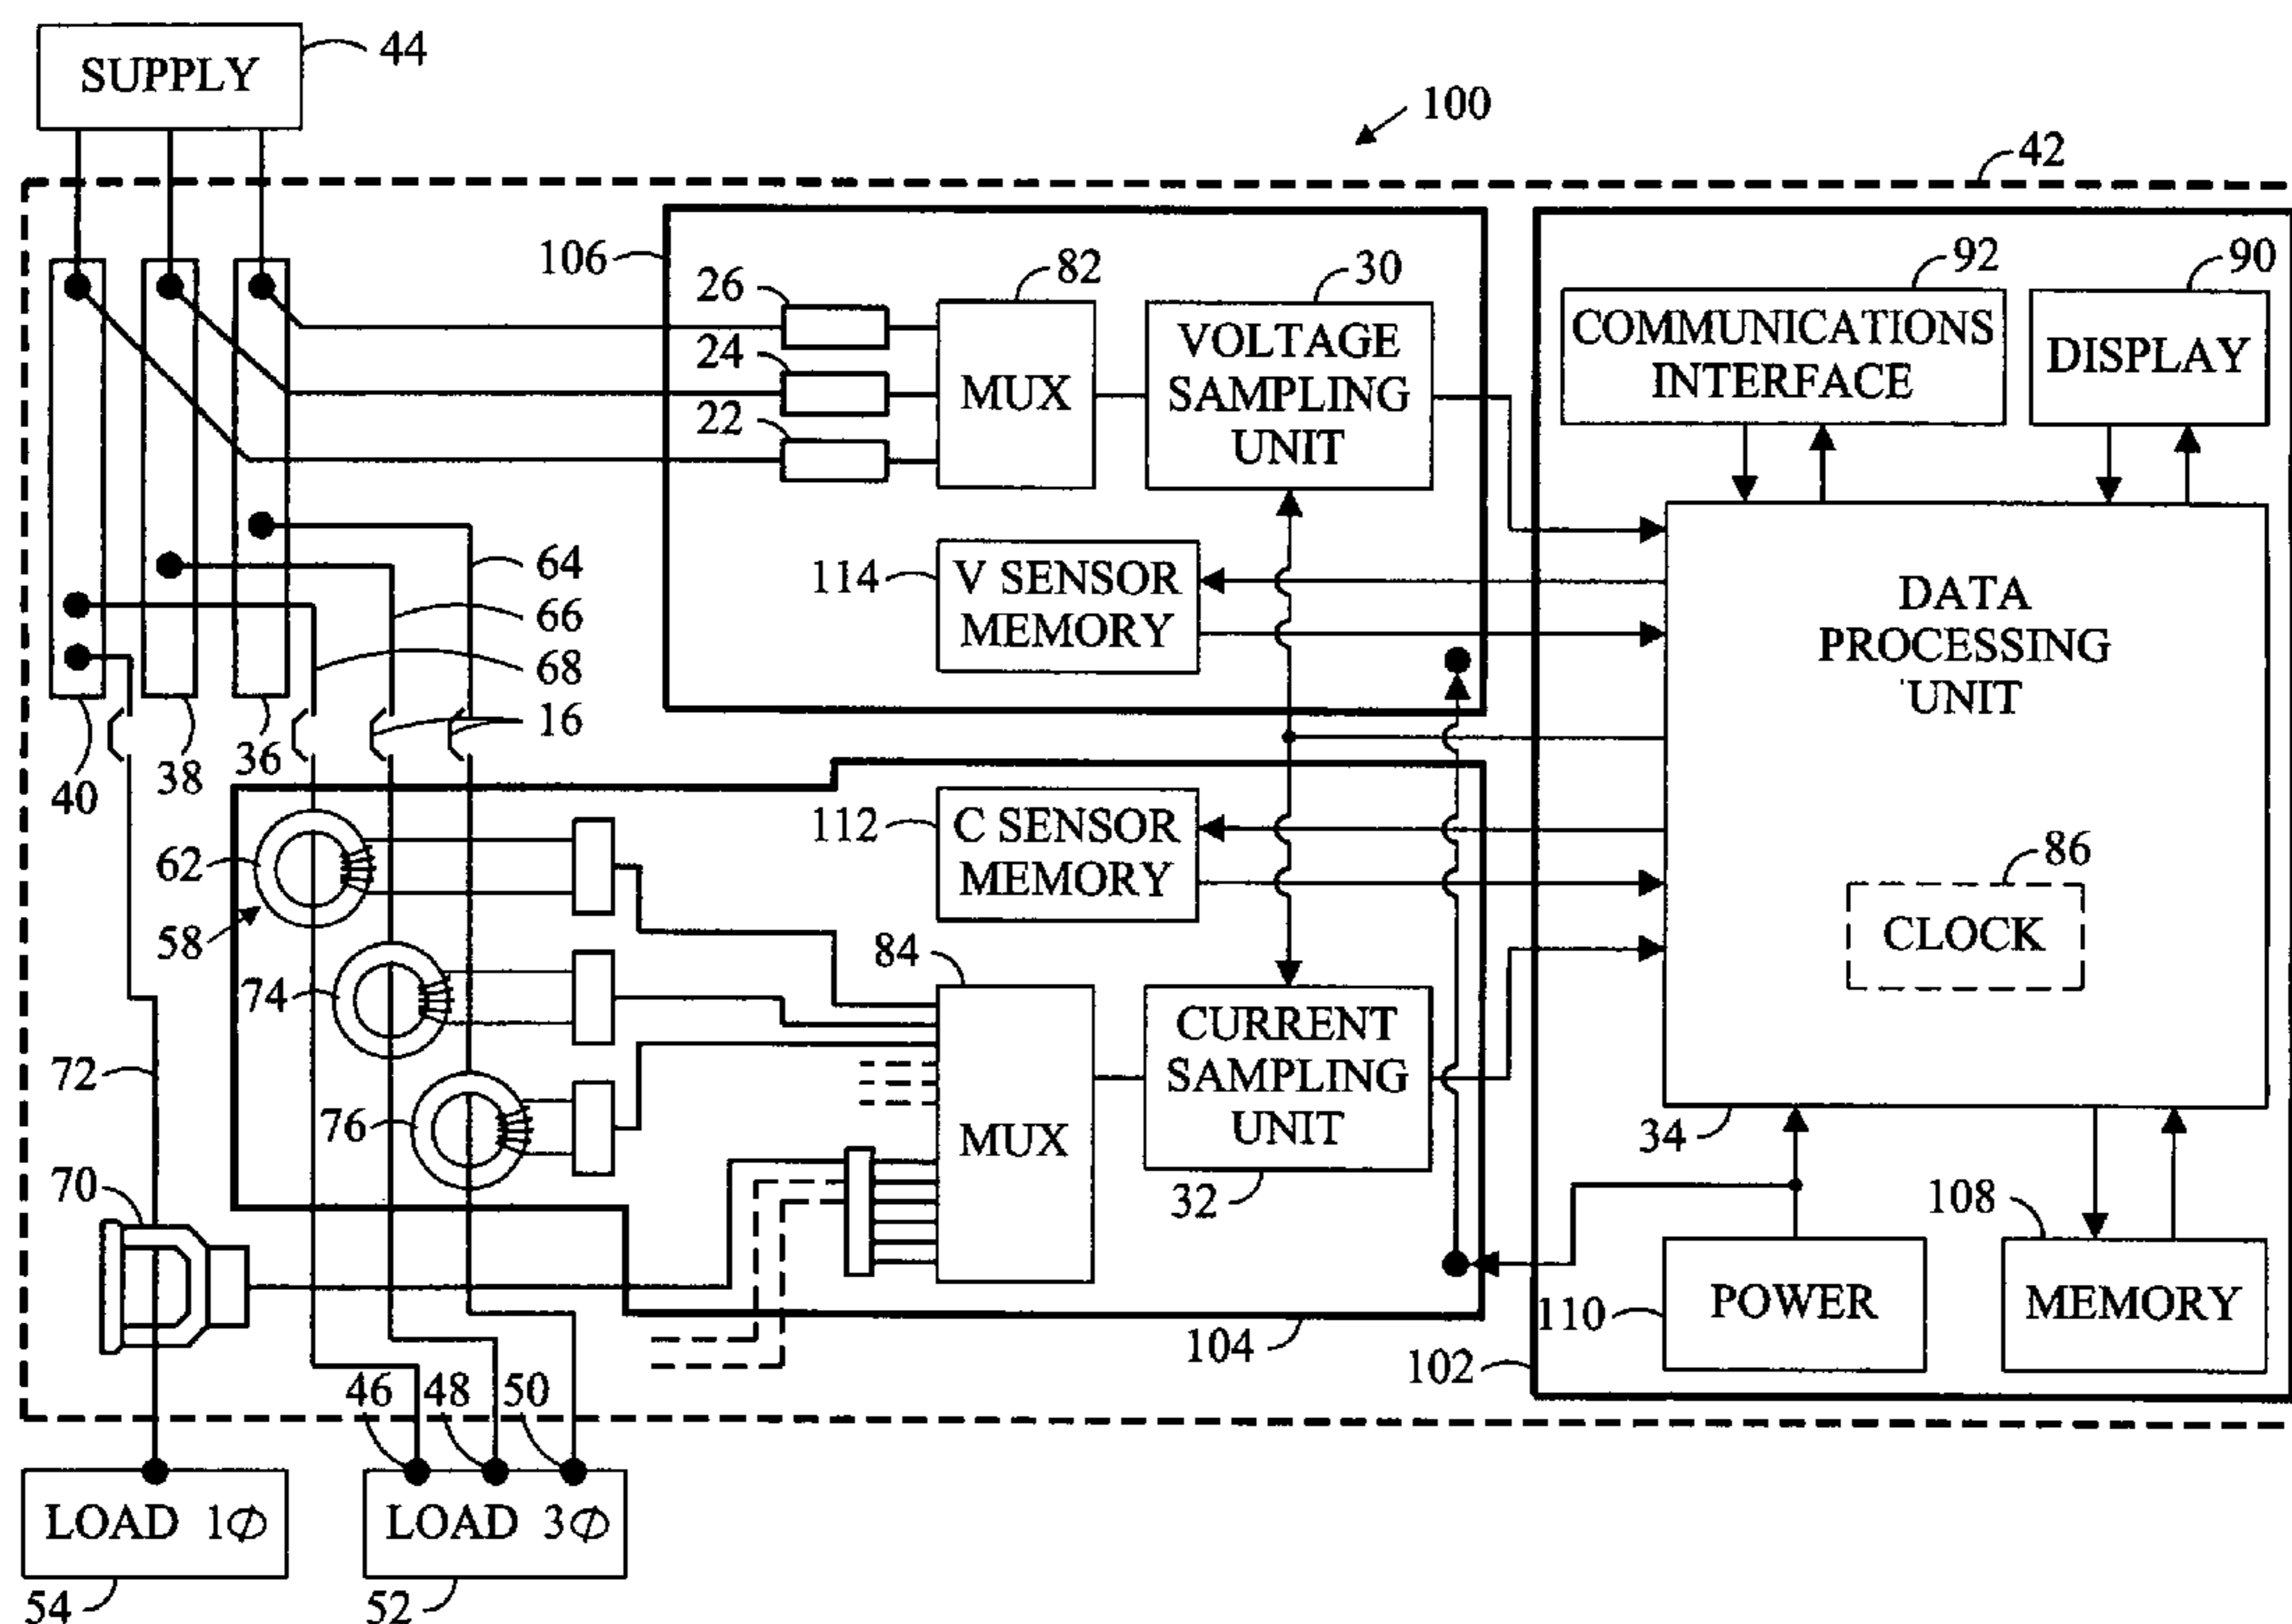 SUPPLY
44
100
42
106
26
24
22
82
MUX
30
VOLTAGE
SAMPLING
UNIT
92
COMMUNICATIONS
INTERFACE
90
DISPLAY
64
66
68
16
114
V SENSOR
MEMORY
DATA
PROCESSING
UNIT
40
38
36
62
58
112
C SENSOR
MEMORY
86
CLOCK
74
84
MUX
CURRENT
SAMPLING
UNIT
32
72
76
34
70
108
110
POWER
MEMORY
104
102
46
48
50
LOAD 1Φ
LOAD 3Φ
54
52